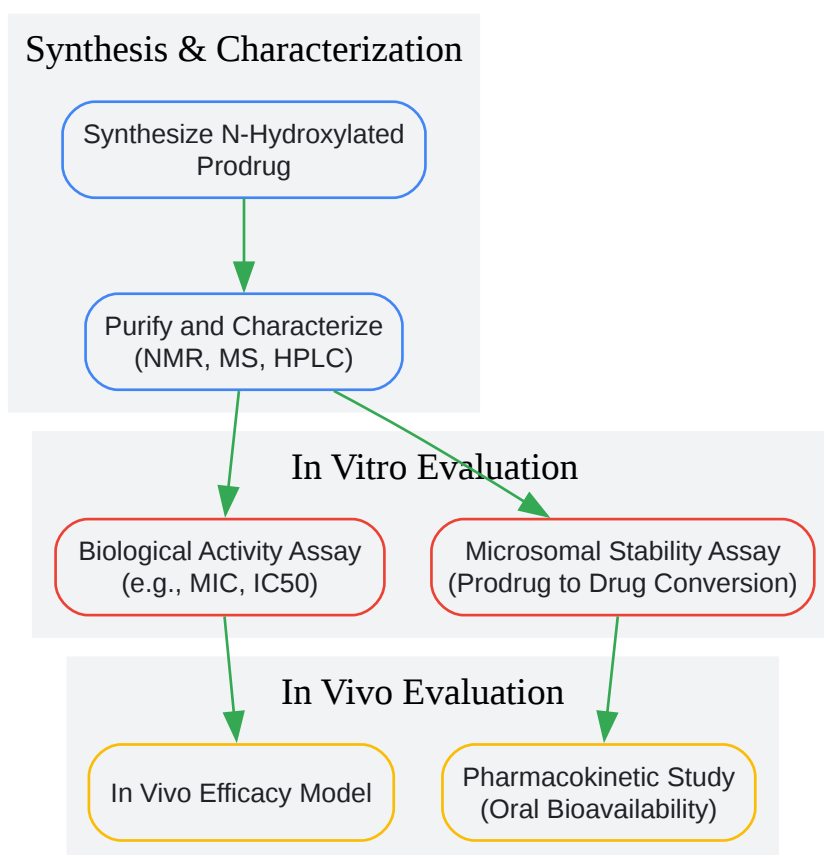 Synthesis & Characterization
Synthesize N-Hydroxylated
Prodrug
Purify and Characterize
(NMR, MS, HPLC)
In Vitro Evaluation
Biological Activity Assay
(e.g., MIC, IC50)
Microsomal Stability Assay
(Prodrug to Drug Conversion)
In Vivo Evaluation
In Vivo Efficacy Model
Pharmacokinetic Study
(Oral Bioavailability)